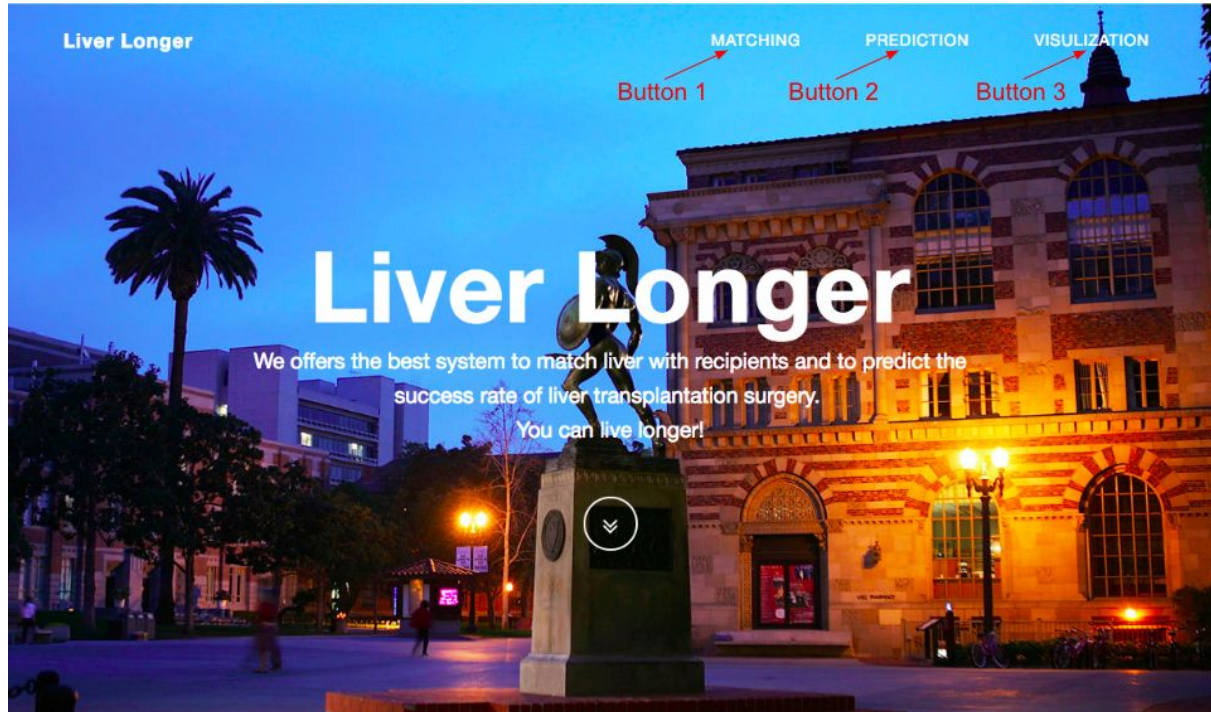 Liver Longer
MATCHING
PREDICTION
VISULIZATION
Button 1
Button 2
Button 3
Liver Longer
We offers the best system to match liver with recipients and to predict the
success rate of liver transplantation surgery.
You can live longer!